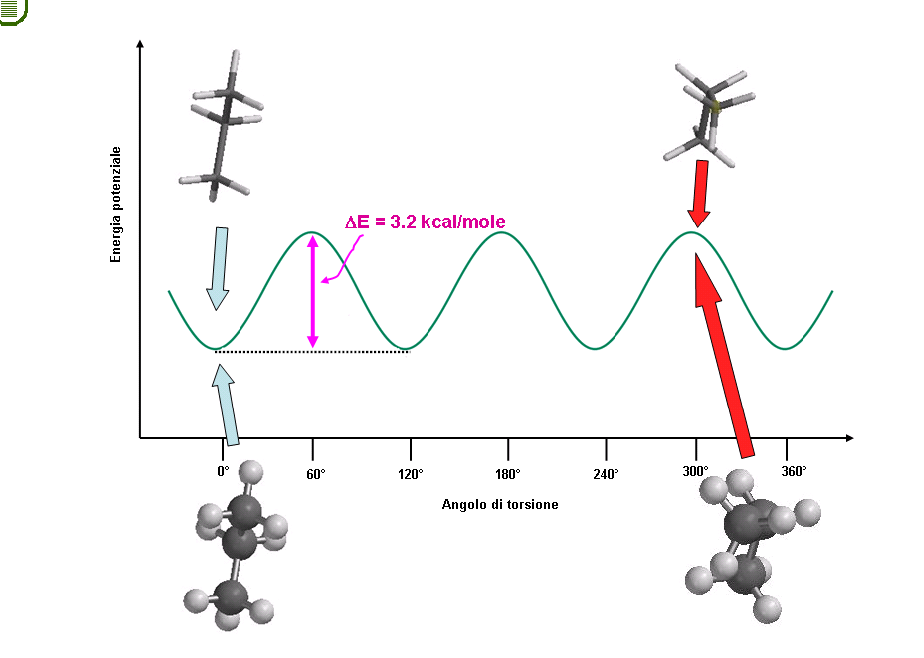 Energia potenziale
ΔE = 3.2 kcal/mole
0° 60° 120° 180° 240° 300° 360°
Angolo di torsione